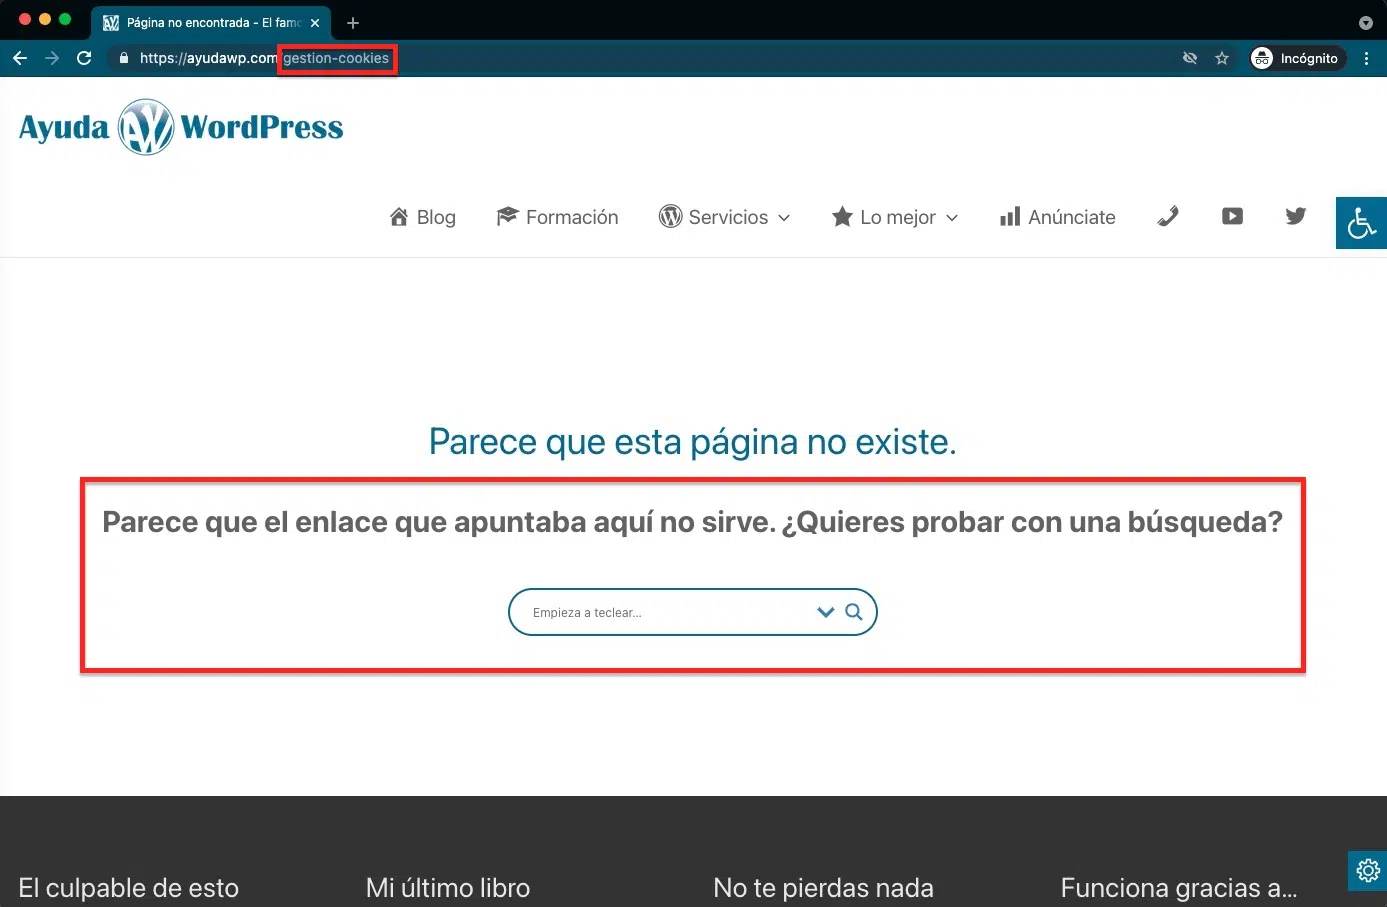 Página no encontrada - El famo
https://ayudawp.com/gestion-cookies
Incógnito
Ayuda WordPress
Blog
Formación
Servicios
Lo mejor
Anúnciate
Parece que esta página no existe.
Parece que el enlace que apuntaba aquí no sirve. ¿Quieres probar con una búsqueda?
Empieza a teclear...
El culpable de esto
Mi último libro
No te pierdas nada
Funciona gracias a...